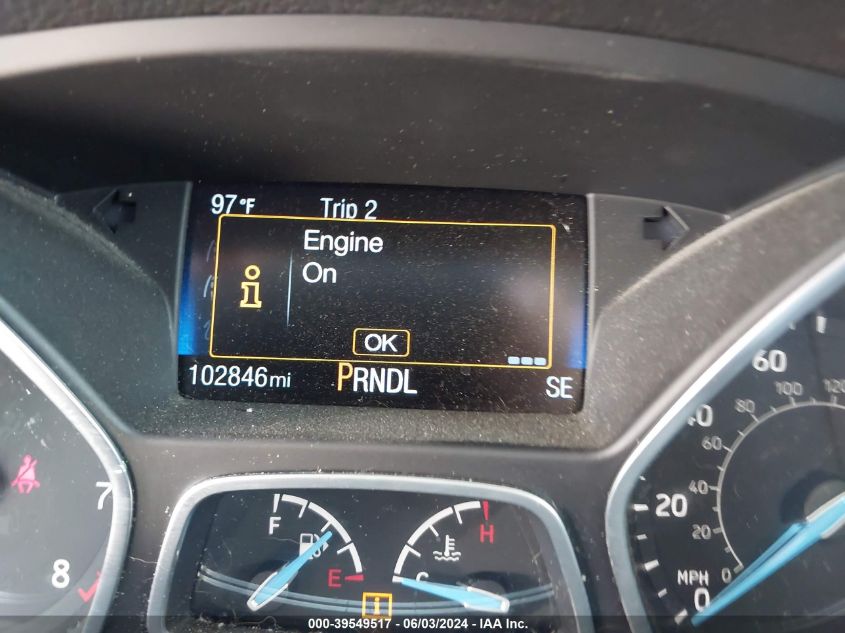 97°F Trip 2
Engine
On
i
OK
102846mi PRNDL SE
60
100 120
40 80
60
7 F H 20 40
20
8 E C MPH 0 0
i
000-39549517 - 06/03/2024 - IAA Inc.